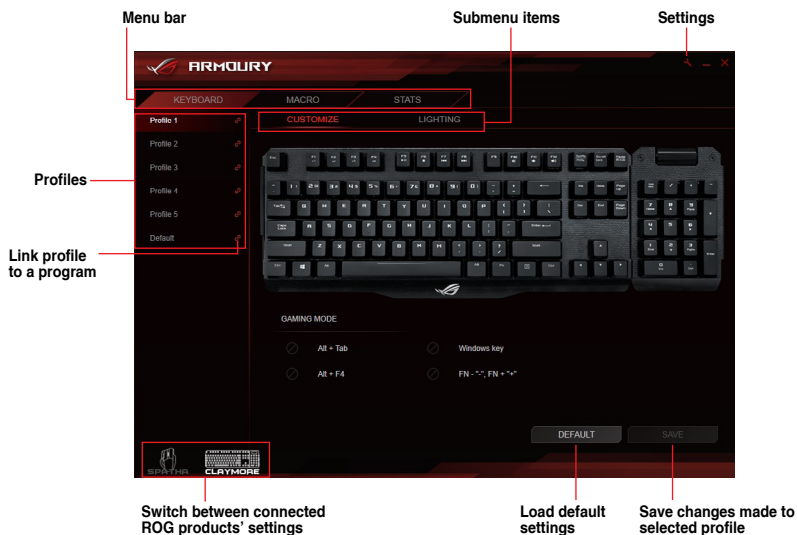 Menu bar
Submenu items
Settings
ARMOURY
KEYBOARD
MACRO
STATS
CUSTOMIZE
LIGHTING
Profile 1
Profile 2
Profile 3
Profile 4
Profile 5
Default
Profiles
Link profile
to a program
GAMING MODE
Alt + Tab
Windows key
Alt + F4
FN - "-", FN + "+"
DEFAULT
SAVE
SPATHA
CLAYMORE
Switch between connected
ROG products' settings
Load default
settings
Save changes made to
selected profile